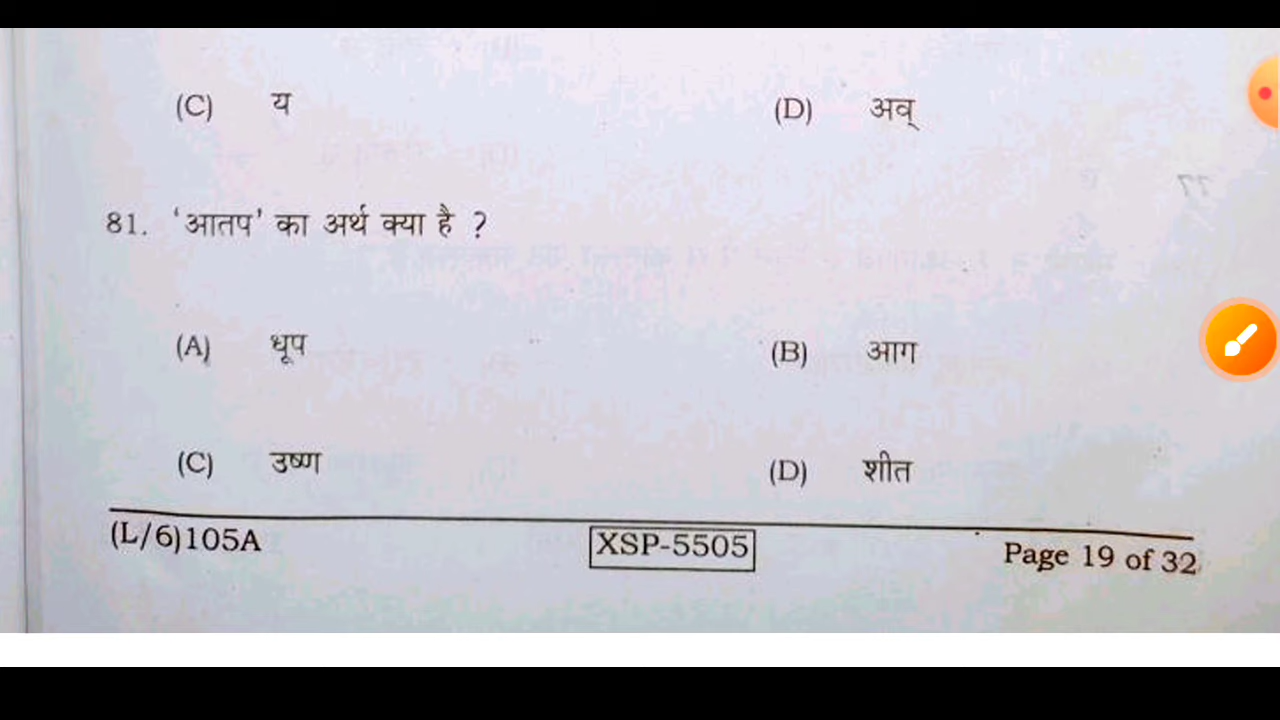 (C) य (D) अव्
81. 'आतप' का अर्थ क्या है ?
(A) धूप (B) आग
(C) उष्ण (D) शीत
(L/6)105A XSP-5505 Page 19 of 32